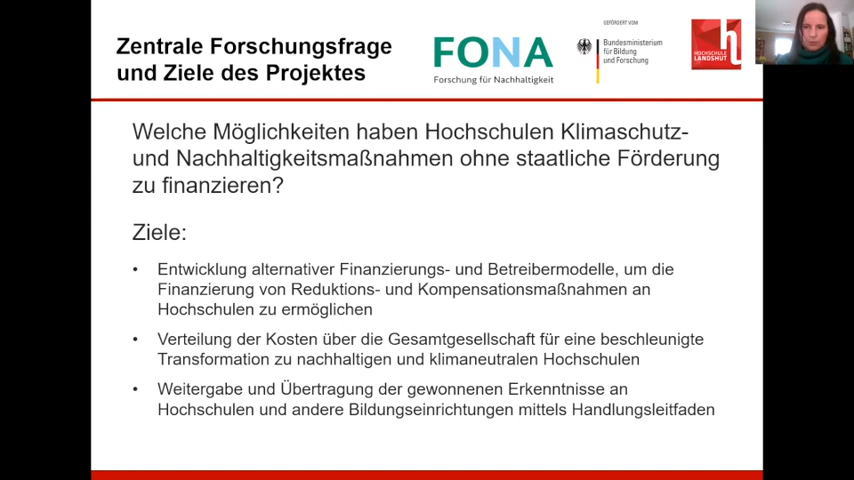 Zentrale Forschungsfrage
und Ziele des Projektes
FONA
Forschung für Nachhaltigkeit
GEFÖRDERT VOM
Bundesministerium
für Bildung
und Forschung
HOCHSCHULE
LANDSHUT
Welche Möglichkeiten haben Hochschulen Klimaschutz-
und Nachhaltigkeitsmaßnahmen ohne staatliche Förderung
zu finanzieren?
Ziele:
• Entwicklung alternativer Finanzierungs- und Betreibermodelle, um die
Finanzierung von Reduktions- und Kompensationsmaßnahmen an
Hochschulen zu ermöglichen
• Verteilung der Kosten über die Gesamtgesellschaft für eine beschleunigte
Transformation zu nachhaltigen und klimaneutralen Hochschulen
• Weitergabe und Übertragung der gewonnenen Erkenntnisse an
Hochschulen und andere Bildungseinrichtungen mittels Handlungsleitfaden